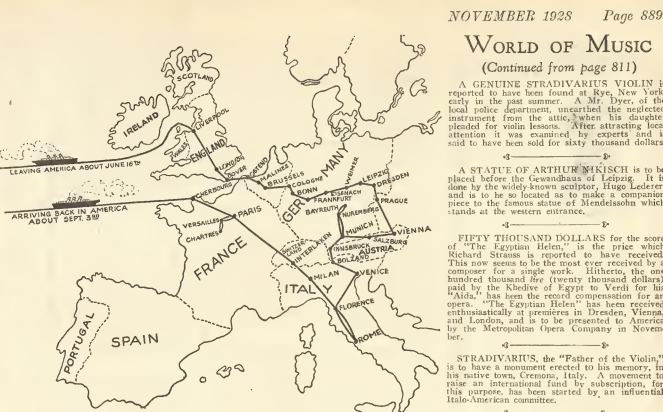 NOVEMBER 1928 Page 889
WORLD OF MUSIC
(Continued from page 811)
A GENUINE STRADIVARIUS VIOLIN is
reported to have been found at Rye, New York
early in the past summer. A Mr. Dyer, of the
local police department, unearthed the neglected
instrument from the attic, when his daughter
pleaded for violin lessons. After attracting local
attention it was examined by experts and is
said to have been sold for sixty thousand dollars
A STATUE OF ARTHUR NIKISCH is to be
placed before the Gewandhaus of Leipzig. It is
done by the widely-known sculptor, Hugo Lederer
and is to be so located as to make a companion
piece to the famous statue of Mendelssohn which
stands at the western entrance.
FIFTY THOUSAND DOLLARS for the score
of "The Egyptian Helen," is the price which
Richard Strauss is reported to have received.
This now seems to be the most ever received by a
composer for a single work. Hitherto, the one
hundred thousand lire (twenty thousand dollars)
paid by the Khedive of Egypt to Verdi for his
"Aida," has been the record compensation for an
opera. "The Egyptian Helen" has been received
enthusiastically at premières in Dresden, Vienna,
and London, and is to be presented to America
by the Metropolitan Opera Company in Novem-
ber.
STRADIVARIUS, the "Father of the Violin,"
is to have a monument erected to his memory, in
his native town, Cremona, Italy. A movement to
raise an international fund by subscription, for
this purpose, has been started by an influential
Italo-American committee.
SCOTLAND
IRELAND
LIVERPOOL
WALES
ENGLAND
LEAVING AMERICA ABOUT JUNE 16TH
LONDON
DOVER
OSTEND
MALINES
BRUSSELS
COLOGNE
BONN
GERMANY
WEIMER
LEIPZIG
DRESDEN
EISENACH
FRANKFURT
PRAGUE
BAYREUTH
NUREMBERG
CHERBOURG
ARRIVING BACK IN AMERICA
ABOUT SEPT. 3RD
VERSAILLES
PARIS
CHARTRES
MUNICH
VIENNA
SALZBURG
FRANCE
SWITZER-
LAND
INTERLAKEN
INNSBRUCK
AUSTRIA
BOLZANO
MILAN
VENICE
ITALY
FLORENCE
ROME
PORTUGAL
SPAIN